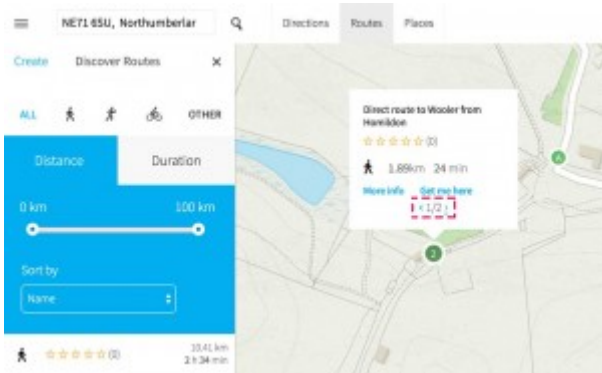 NE71 6SU, Northumberlar
Directions
Routes
Places
Create
Discover Routes
×
ALL
OTHER
Distance
Duration
0 km
100 km
Sort by
Name
(0)
10.41 km
2 h 34 min
Direct route to Wooler from
Humbldon
(0)
1.89km 24 min
More info Get me here
< 1/2 >
A
2